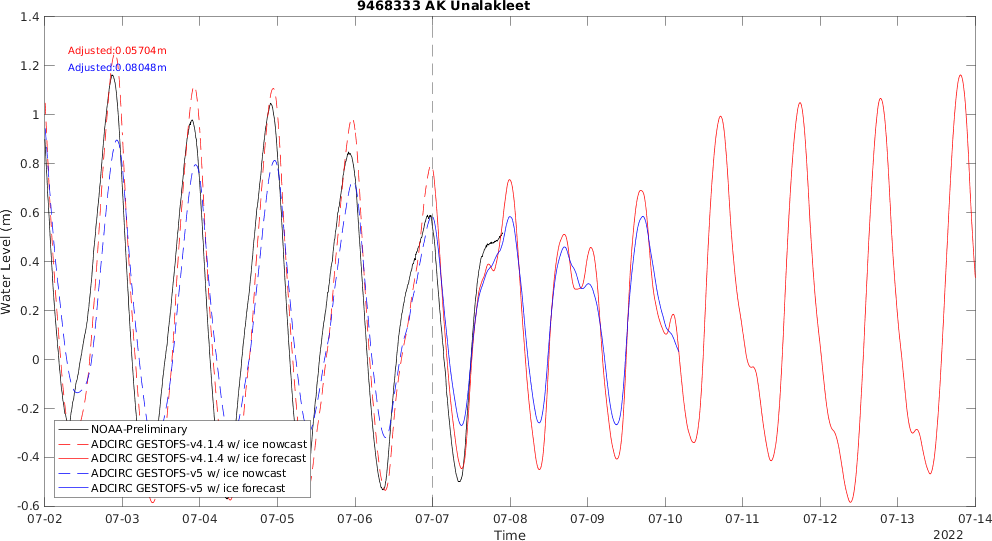 9468333 AK Unalakleet
1.4
1.2
1
0.8
0.6
0.4
0.2
0
-0.2
-0.4
-0.6
Water Level (m)
Adjusted:0.05704m
Adjusted:0.08048m
NOAA-Preliminary
ADCIRC GESTOFS-v4.1.4 w/ ice nowcast
ADCIRC GESTOFS-v4.1.4 w/ ice forecast
ADCIRC GESTOFS-v5 w/ ice nowcast
ADCIRC GESTOFS-v5 w/ ice forecast
07-02 07-03 07-04 07-05 07-06 07-07 07-08 07-09 07-10 07-11 07-12 07-13 07-14
Time
2022